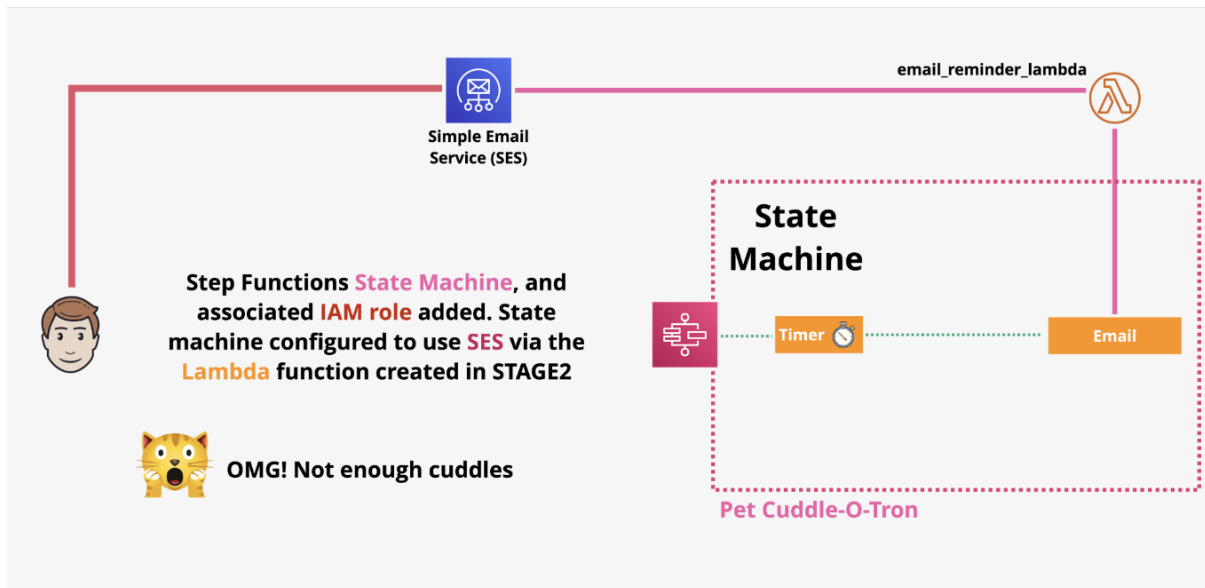 email_reminder_lambda
Simple Email
Service (SES)
State
Machine
Step Functions State Machine, and
associated IAM role added. State
machine configured to use SES via the
Lambda function created in STAGE2
Timer
Email
OMG! Not enough cuddles
Pet Cuddle-O-Tron